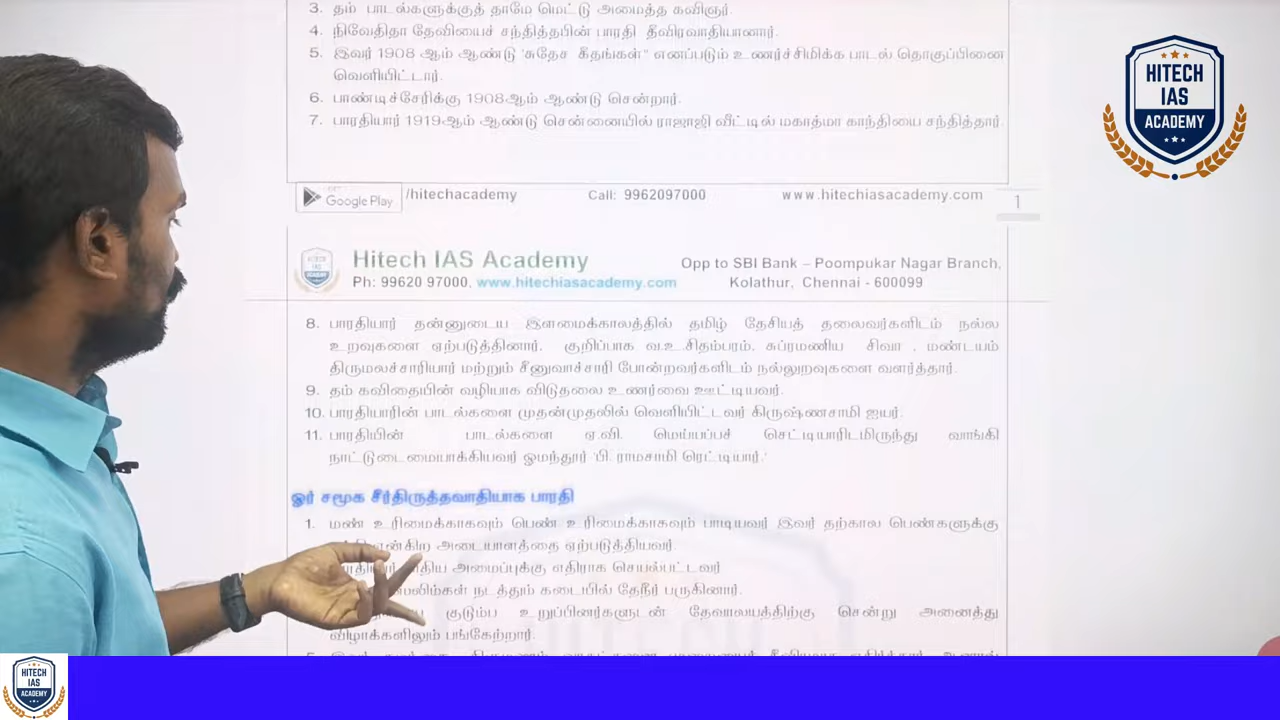 3. தம் பாடல்களுக்குத் தாமே மெட்டு அமைத்த கவிஞர்.
4. நிவேதிதா தேவியைச் சந்தித்தபின் பாரதி தீவிரவாதியானார்.
5. இவர் 1908 ஆம் ஆண்டு 'சுதேச கீதங்கள்" எனப்படும் உணர்ச்சிமிக்க பாடல் தொகுப்பினை
வெளியிட்டார்.
6. பாண்டிச்சேரிக்கு 1908ஆம் ஆண்டு சென்றார்.
7. பாரதியார் 1919ஆம் ஆண்டு சென்னையில் ராஜாஜி வீட்டில் மகாத்மா காந்தியை சந்தித்தார்.
HITECH
IAS
ACADEMY
Google Play /hitechacademy Call: 9962097000 www.hitechiasacademy.com 1
HITECH
IAS
ACADEMY
Hitech IAS Academy Opp to SBI Bank – Poompukar Nagar Branch,
Ph: 99620 97000, www.hitechiasacademy.com Kolathur, Chennai - 600099
8. பாரதியார் தன்னுடைய இளமைக்காலத்தில் தமிழ் தேசியத் தலைவர்களிடம் நல்ல
உறவுகளை ஏற்படுத்தினார். குறிப்பாக வ.உ.சிதம்பரம், சுப்ரமணிய சிவா , மண்டயம்
திருமலச்சாரியார் மற்றும் சீனுவாச்சாரி போன்றவர்களிடம் நல்லுறவுகளை வளர்த்தார்.
9. தம் கவிதையின் வழியாக விடுதலை உணர்வை ஊட்டியவர்.
10. பாரதியாரின் பாடல்களை முதன்முதலில் வெளியிட்டவர் கிருஷ்ணசாமி ஐயர்.
11. பாரதியின் பாடல்களை ஏ.வி. மெய்யப்பச் செட்டியாரிடமிருந்து வாங்கி
நாட்டுடைமையாக்கியவர் ஓமந்தூர் 'பி. ராமசாமி ரெட்டியார்.'
ஓர் சமூக சீர்திருத்தவாதியாக பாரதி
1. மண் உரிமைக்காகவும் பெண் உரிமைக்காகவும் பாடியவர் இவர் தற்கால பெண்களுக்கு
அடையாளத்தை ஏற்படுத்தியவர்.
அமைப்புக்கு எதிராக செயல்பட்டவர்
நடத்தும் கடையில் தேநீர் பருகினார்.
குடும்ப உறுப்பினர்களுடன் தேவாலயத்திற்கு சென்று அனைத்து
விழாக்களிலும் பங்கேற்றார்.
HITECH
IAS
ACADEMY